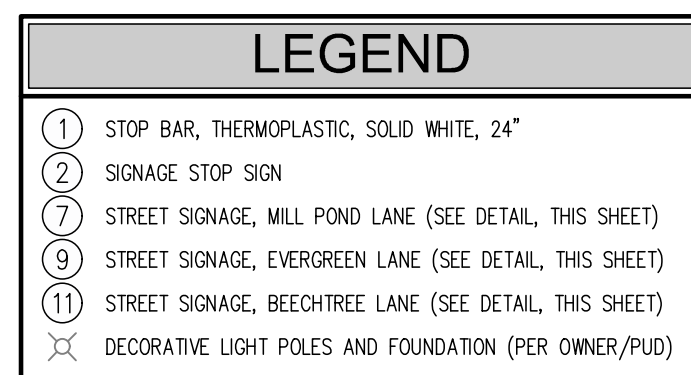 LEGEND
1 STOP BAR, THERMOPLASTIC, SOLID WHITE, 24"
2 SIGNAGE STOP SIGN
7 STREET SIGNAGE, MILL POND LANE (SEE DETAIL, THIS SHEET)
9 STREET SIGNAGE, EVERGREEN LANE (SEE DETAIL, THIS SHEET)
11 STREET SIGNAGE, BEECHTREE LANE (SEE DETAIL, THIS SHEET)
DECORATIVE LIGHT POLES AND FOUNDATION (PER OWNER/PUD)